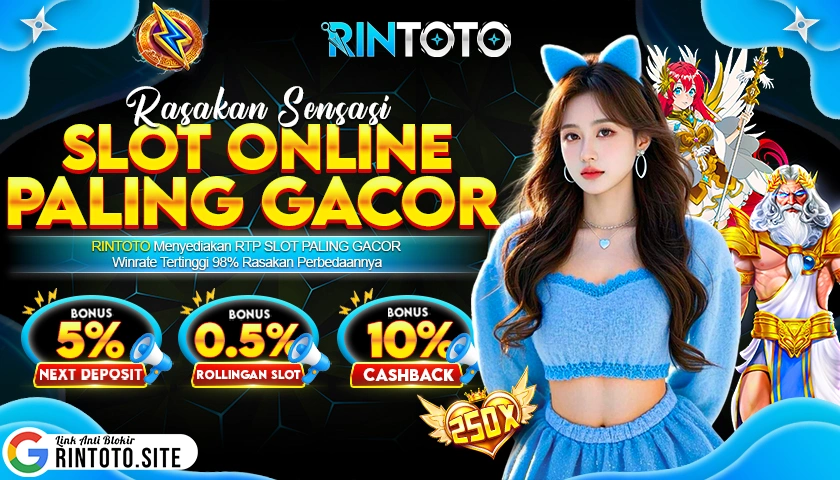 RINTOTO
Rasakan Sensasi
SLOT ONLINE
PALING GACOR
RINTOTO Menyediakan RTP SLOT PALING GACOR
Winrate Tertinggi 98% Rasakan Perbedaannya
BONUS
5%
NEXT DEPOSIT
BONUS
0.5%
ROLLINGAN SLOT
BONUS
10%
CASHBACK
250X
Link Anti Blokir
RINTOTO.SITE